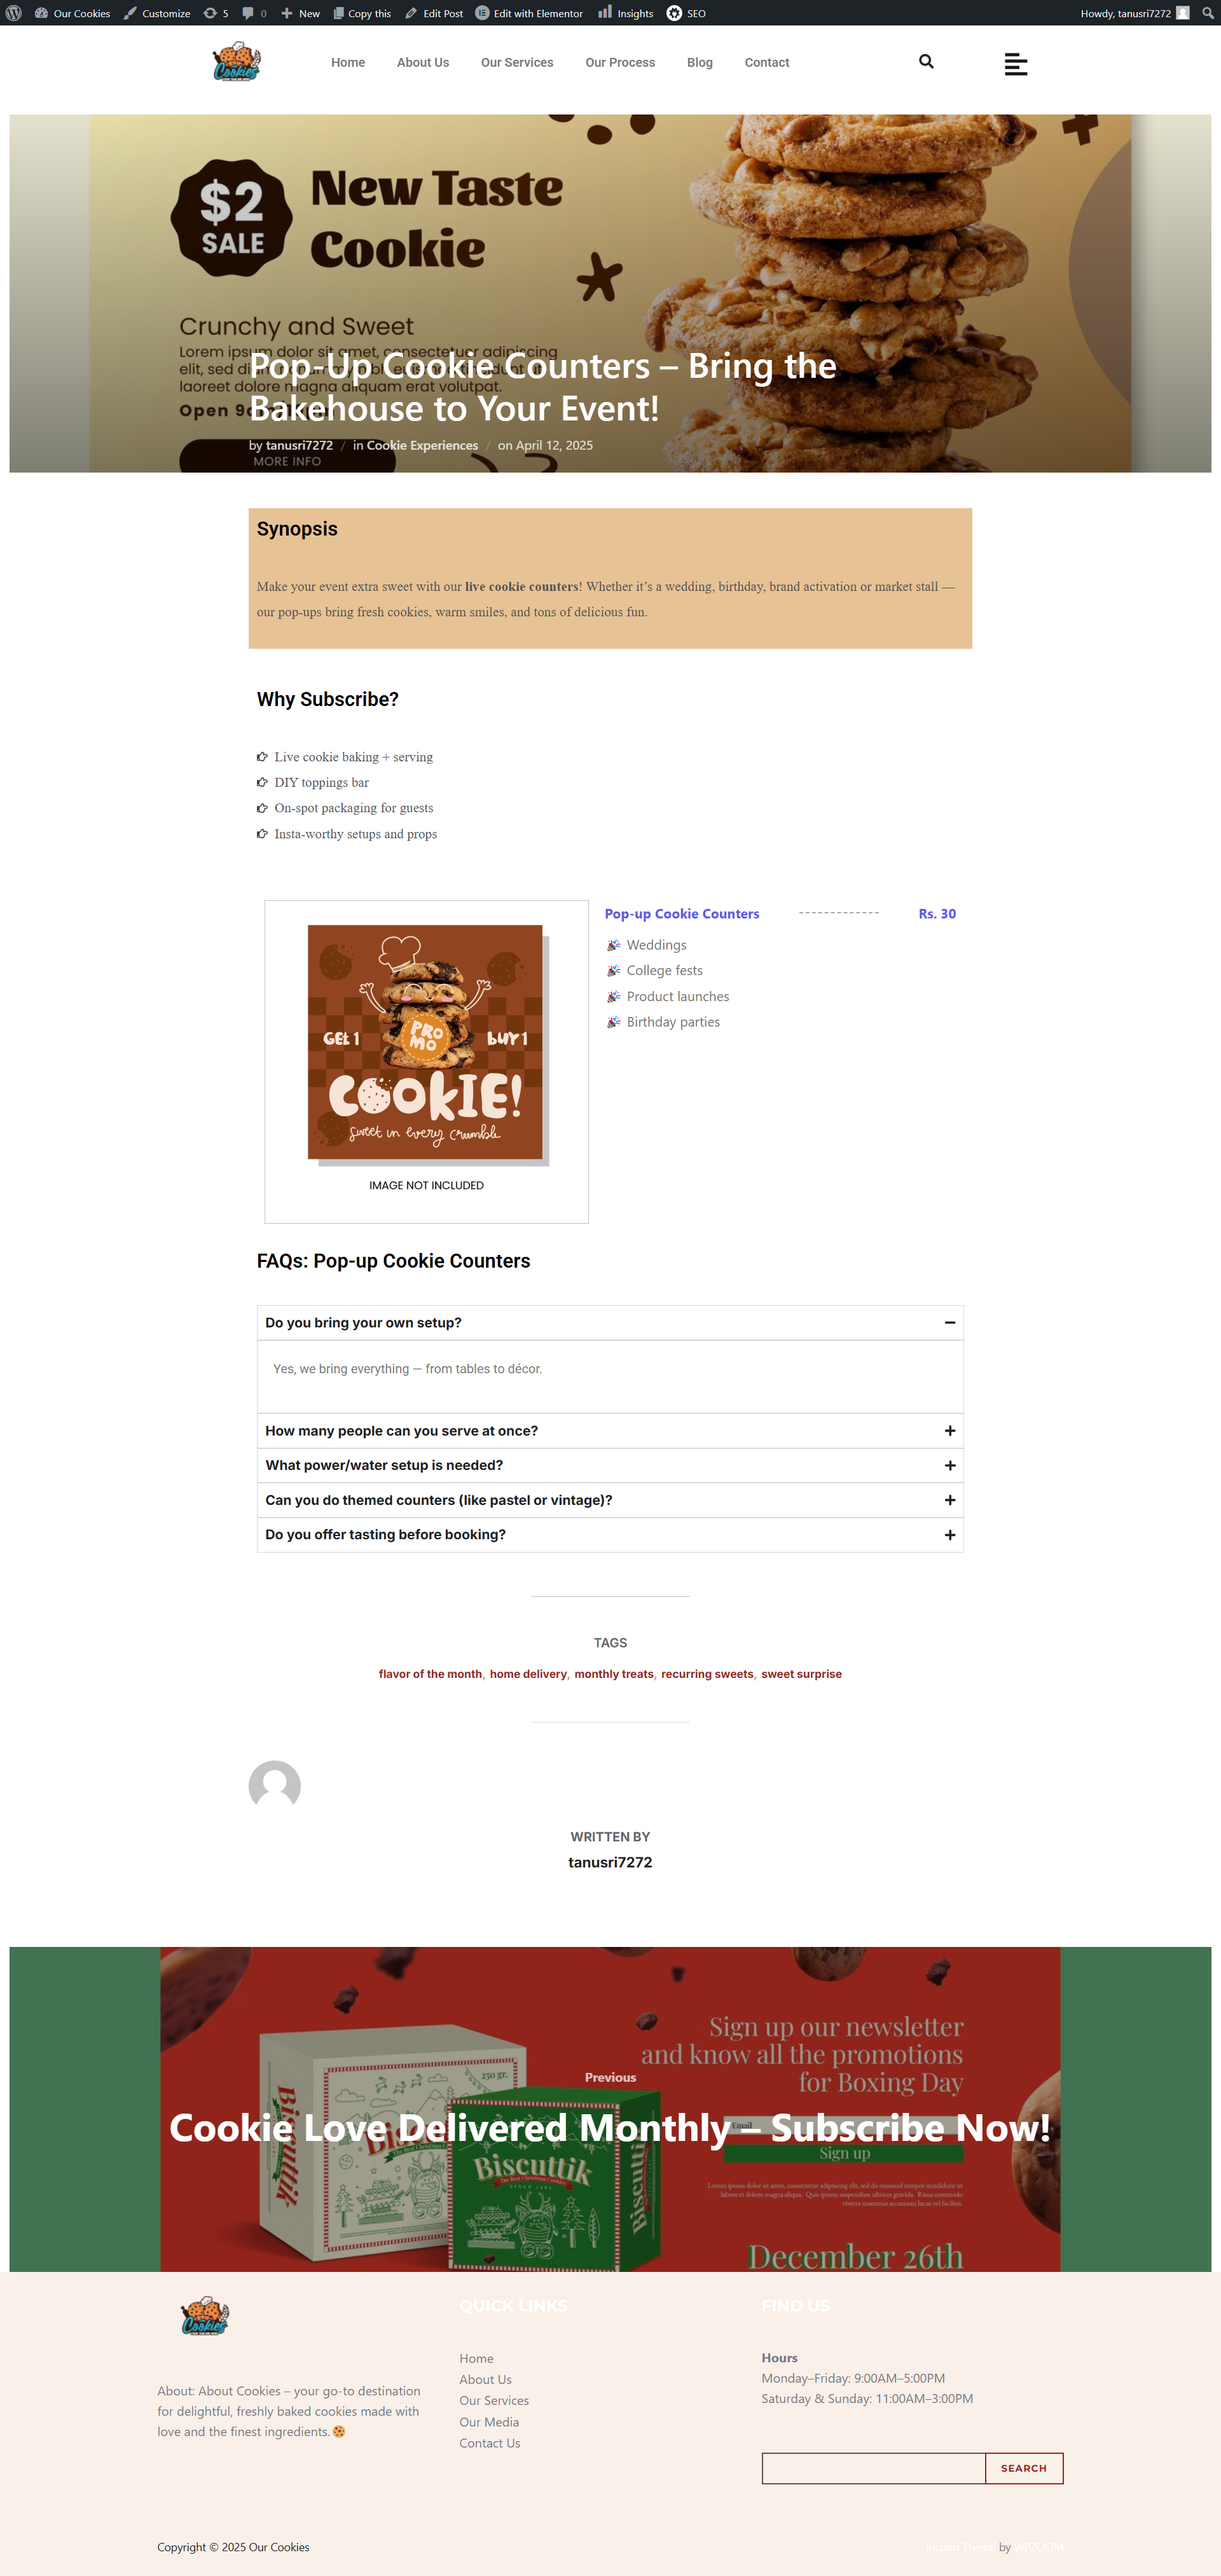 Our Cookies Customize 5 0 New Copy this Edit Post Edit with Elementor Insights SEO Howdy, tanusri7272
Cookies
Home About Us Our Services Our Process Blog Contact
$2
SALE
New Taste
Cookie
Crunchy and Sweet
Lorem ipsum dolor sit amet, consectetuer adipiscing
laoreet dolore magna aliquam erat volutpat.
Pop-Up Cookie Counters – Bring the
Bakehouse to Your Event!
by tanusri7272 / in Cookie Experiences / on April 12, 2025
MORE INFO
Synopsis
Make your event extra sweet with our live cookie counters! Whether it’s a wedding, birthday, brand activation or market stall —
our pop-ups bring fresh cookies, warm smiles, and tons of delicious fun.
Why Subscribe?
Live cookie baking + serving
DIY toppings bar
On-spot packaging for guests
Insta-worthy setups and props
GET 1
PRO
MO
BUY 1
COOKIE!
Sweet in every crumble
IMAGE NOT INCLUDED
Pop-up Cookie Counters Rs. 30
🎉 Weddings
🎉 College fests
🎉 Product launches
🎉 Birthday parties
FAQs: Pop-up Cookie Counters
Do you bring your own setup?
Yes, we bring everything — from tables to décor.
How many people can you serve at once?
What power/water setup is needed?
Can you do themed counters (like pastel or vintage)?
Do you offer tasting before booking?
TAGS
flavor of the month, home delivery, monthly treats, recurring sweets, sweet surprise
WRITTEN BY
tanusri7272
Sign up our newsletter
and know all the promotions
for Boxing Day
250 gr.
Previous
Cookie Love Delivered Monthly – Subscribe Now!
Email
Sign up
Biscuttik
SINCE 1984
December 26th
Cookies
About: About Cookies – your go-to destination
for delightful, freshly baked cookies made with
love and the finest ingredients.🍪
QUICK LINKS
Home
About Us
Our Services
Our Media
Contact Us
FIND US
Hours
Monday–Friday: 9:00AM–5:00PM
Saturday & Sunday: 11:00AM–3:00PM
SEARCH
Copyright © 2025 Our Cookies
Inspiro Theme by WPZOOM